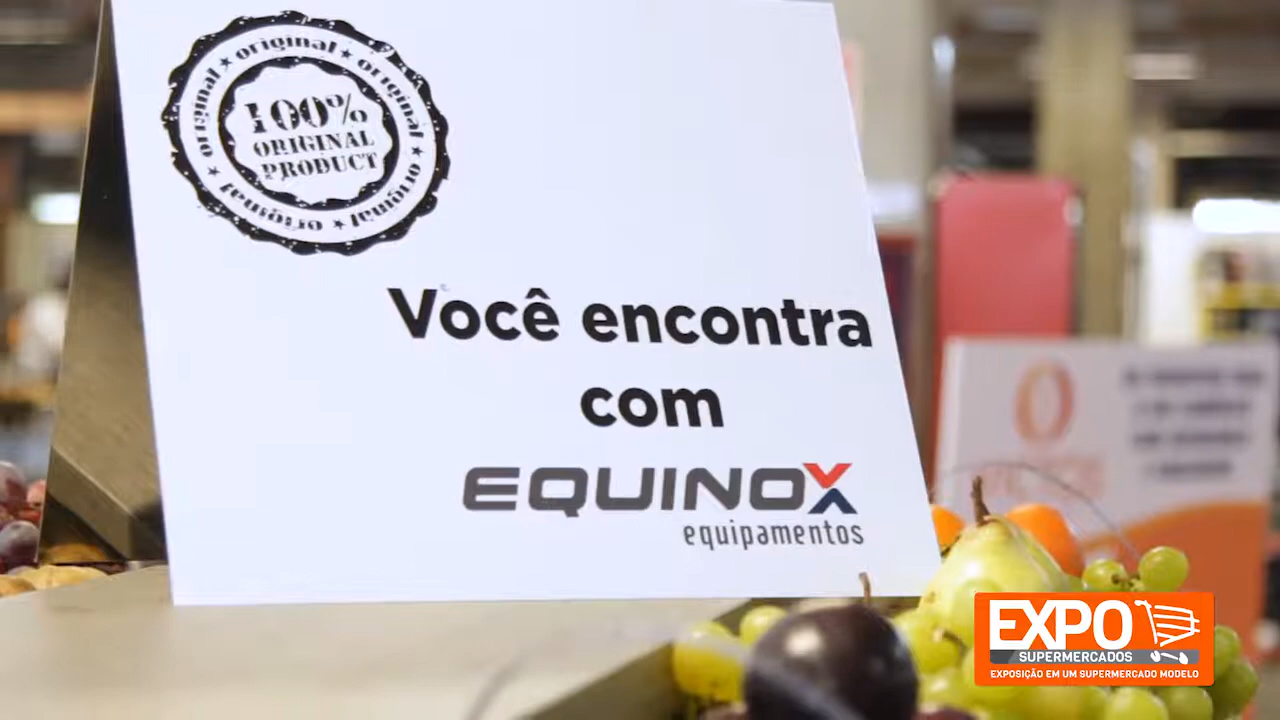 original ★ original ★ original ★ original ★ original ★
100%
ORIGINAL
PRODUCT
Você encontra
com
EQUINOX
equipamentos
EXPO
SUPERMERCADOS
EXPOSIÇÃO EM UM SUPERMERCADO MODELO